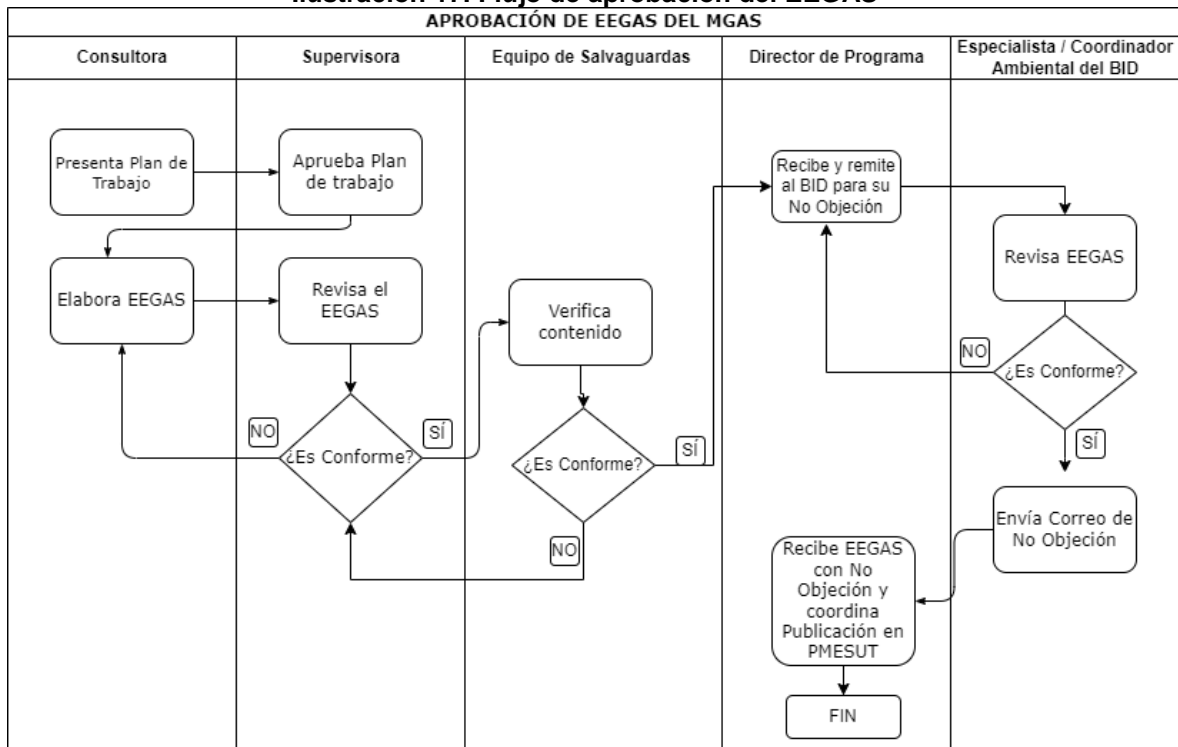 APROBACIÓN DE EEGAS DEL MGAS
Consultora
Supervisora
Equipo de Salvaguardas
Director de Programa
Especialista / Coordinador
Ambiental del BID
Presenta Plan de
Trabajo
Aprueba Plan
de trabajo
Recibe y remite
al BID para su
No Objeción
Elabora EEGAS
Revisa el
EEGAS
Verifica
contenido
Revisa EEGAS
NO
¿Es Conforme?
SÍ
NO
¿Es Conforme?
SÍ
NO
¿Es Conforme?
SÍ
Envía Correo de
No Objeción
Recibe EEGAS
con No
Objeción y
coordina
Publicación en
PMESUT
FIN